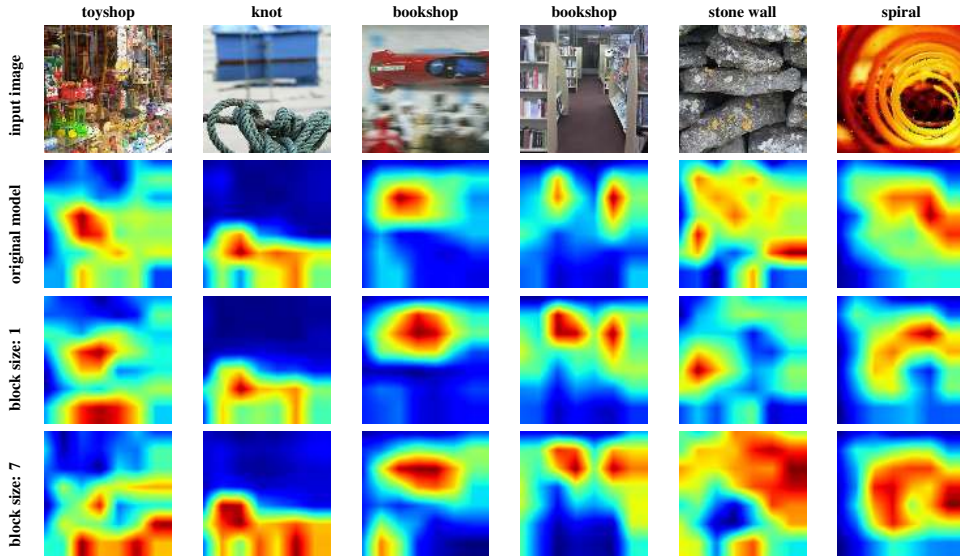 toyshop knot bookshop bookshop stone wall spiral
input image
original model
block size: 1
block size: 7